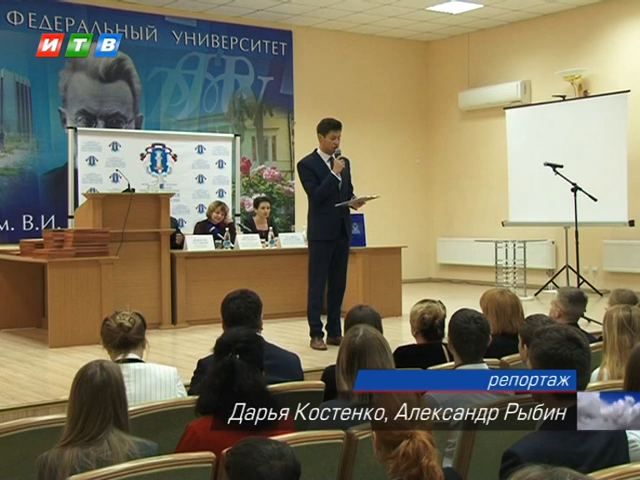 ФЕДЕРАЛЬНЫЙ УНИВЕРСИТЕТ
ИТВ
м. В.И.
репортаж
Дарья Костенко, Александр Рыбин